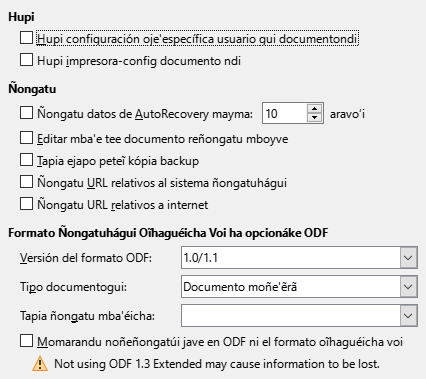 Hupi
Hupi configuración oje'específica usuario gui documentondi
Hupi impresora-config documento ndi
Ñongatu
Ñongatu datos de AutoRecovery mayma: 10 aravo'i
Editar mba'e tee documento reñongatu mboyve
Tapia ejapo peteĩ kópia backup
Ñongatu URL relativos al sistema ñongatuhágui
Ñongatu URL relativos a internet
Formato Ñongatuhágui Oĩhaguéicha Voi ha opcionáke ODF
Versión del formato ODF: 1.0/1.1
Tipo documentogui: Documento moñe'ẽrã
Tapia ñongatu mba'éicha:
Momarandu noñeñongatúi jave en ODF ni el formato oĩhaguéicha voi
Not using ODF 1.3 Extended may cause information to be lost.